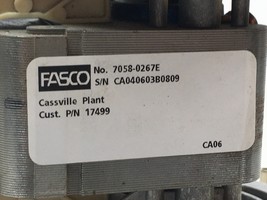 FASCO No. 7058-0267E
S/N CA040603B0809
Cassville Plant
Cust. P/N 17499
CA06